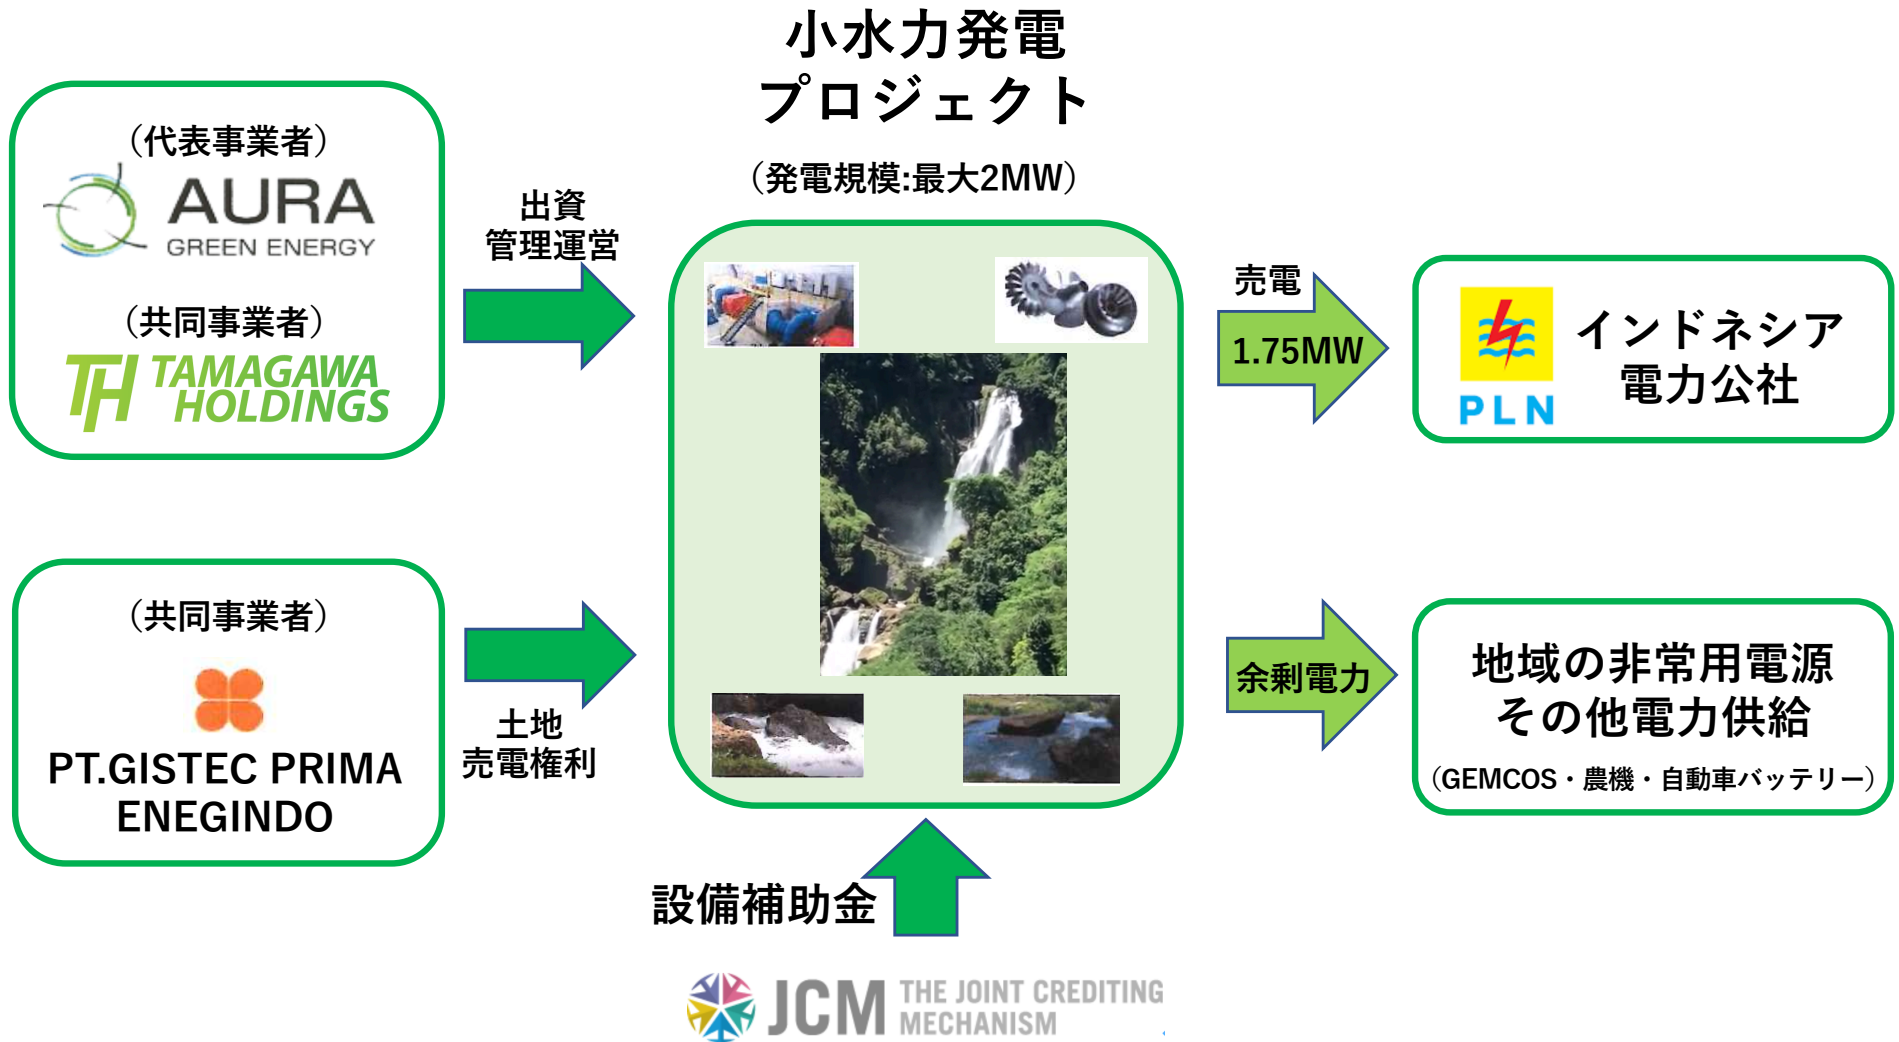 小水力発電
プロジェクト
（発電規模:最大2MW）
（代表事業者）
AURA
GREEN ENERGY
（共同事業者）
TH TAMAGAWA
HOLDINGS
出資
管理運営
（共同事業者）
PT.GISTEC PRIMA
ENEGINDO
土地
売電権利
売電
1.75MW
PLN
インドネシア
電力公社
余剰電力
地域の非常用電源
その他電力供給
（GEMCOS・農機・自動車バッテリー）
設備補助金
JCM THE JOINT CREDITING
MECHANISM